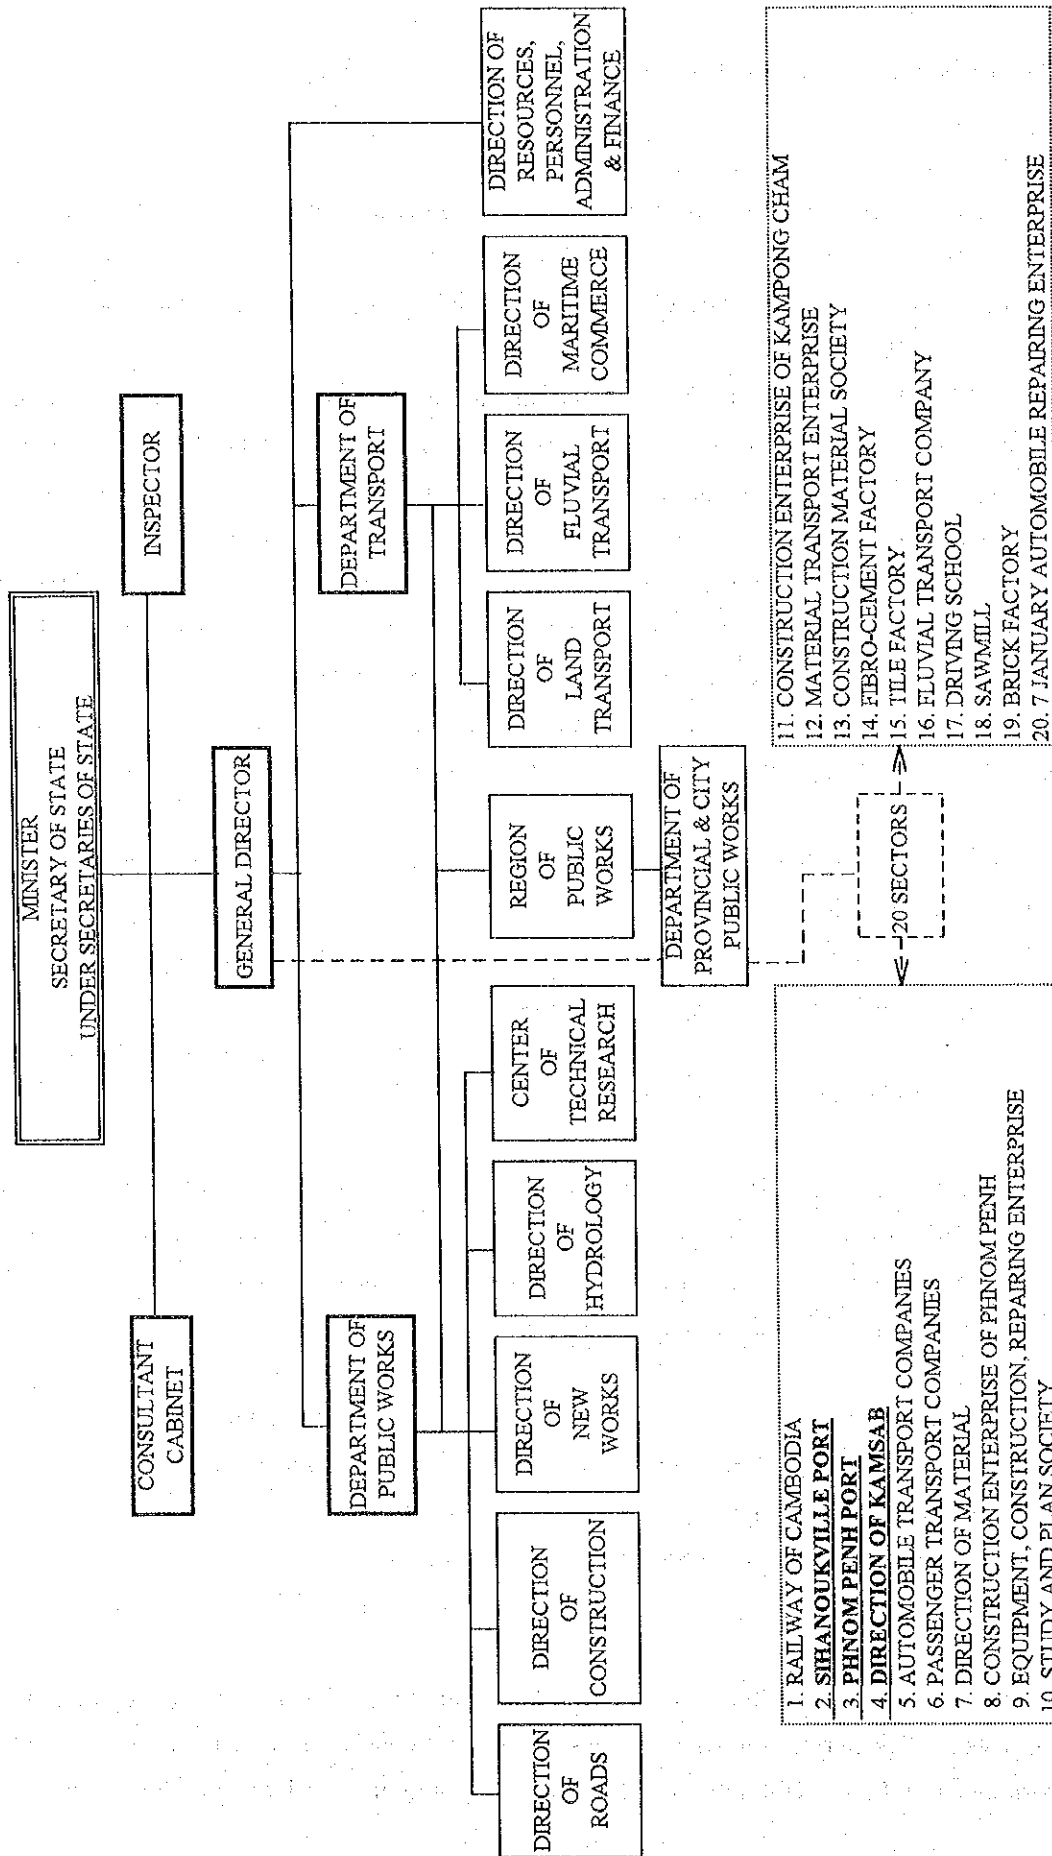 MINISTER
SECRETARY OF STATE
UNDER SECRETARIES OF STATE
CONSULTANT
CABINET
INSPECTOR
GENERAL DIRECTOR
DEPARTMENT OF
PUBLIC WORKS
DEPARTMENT OF
TRANSPORT
DIRECTION
OF
ROADS
DIRECTION
OF
CONSTRUCTION
DIRECTION
OF
NEW
WORKS
DIRECTION
OF
HYDROLOGY
CENTER
OF
TECHNICAL
RESEARCH
REGION
OF
PUBLIC
WORKS
DIRECTION
OF
LAND
TRANSPORT
DIRECTION
OF
FLUVIAL
TRANSPORT
DIRECTION
OF
MARITIME
COMMERCE
DIRECTION OF
RESOURCES,
PERSONNEL,
ADMINISTRATION
& FINANCE
DEPARTMENT OF
PROVINCIAL & CITY
PUBLIC WORKS
20 SECTORS
1. RAILWAY OF CAMBODIA
2. SIHANOUKVILLE PORT
3. PHNOM PENH PORT
4. DIRECTION OF KAMSAB
5. AUTOMOBILE TRANSPORT COMPANIES
6. PASSENGER TRANSPORT COMPANIES
7. DIRECTION OF MATERIAL
8. CONSTRUCTION ENTERPRISE OF PHNOM PENH
9. EQUIPMENT, CONSTRUCTION, REPAIRING ENTERPRISE
10. STUDY AND PLAN SOCIETY
11. CONSTRUCTION ENTERPRISE OF KAMPONG CHAM
12. MATERIAL TRANSPORT ENTERPRISE
13. CONSTRUCTION MATERIAL SOCIETY
14. FIBRO-CEMENT FACTORY
15. TILE FACTORY
16. FLUVIAL TRANSPORT COMPANY
17. DRIVING SCHOOL
18. SAWMILL
19. BRICK FACTORY
20. 7 JANUARY AUTOMOBILE REPAIRING ENTERPRISE